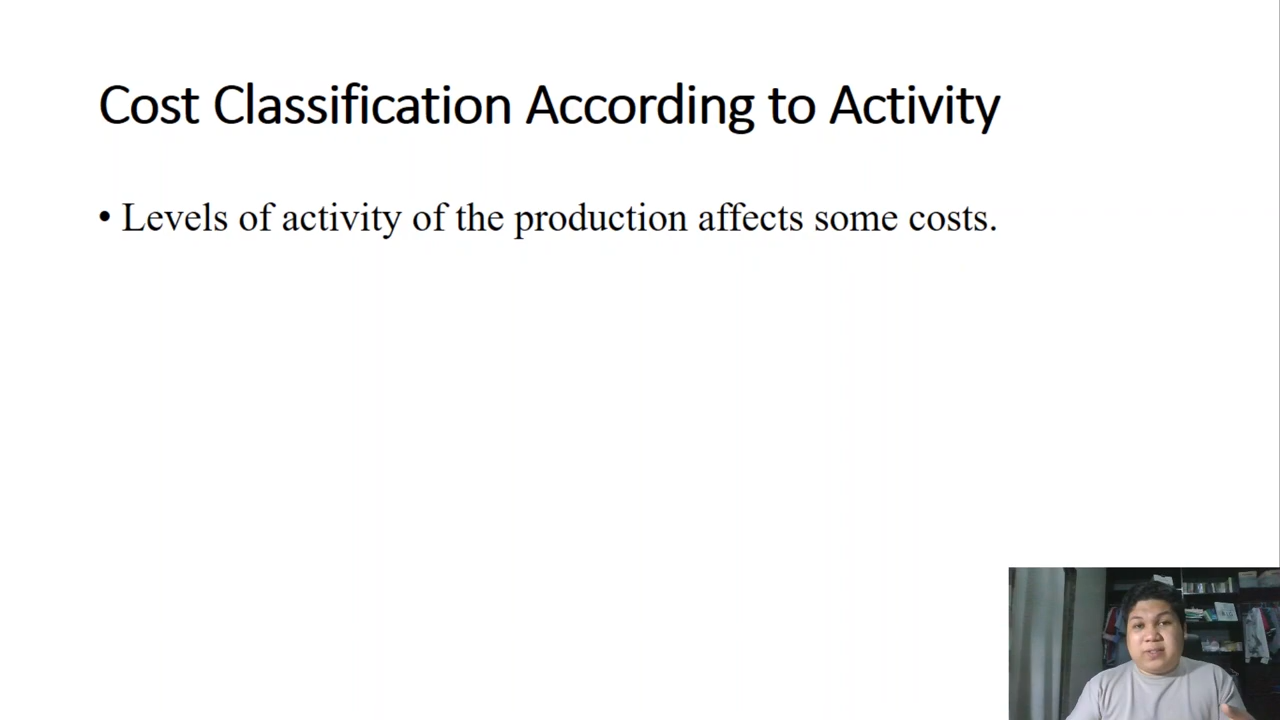 Cost Classification According to Activity
• Levels of activity of the production affects some costs.